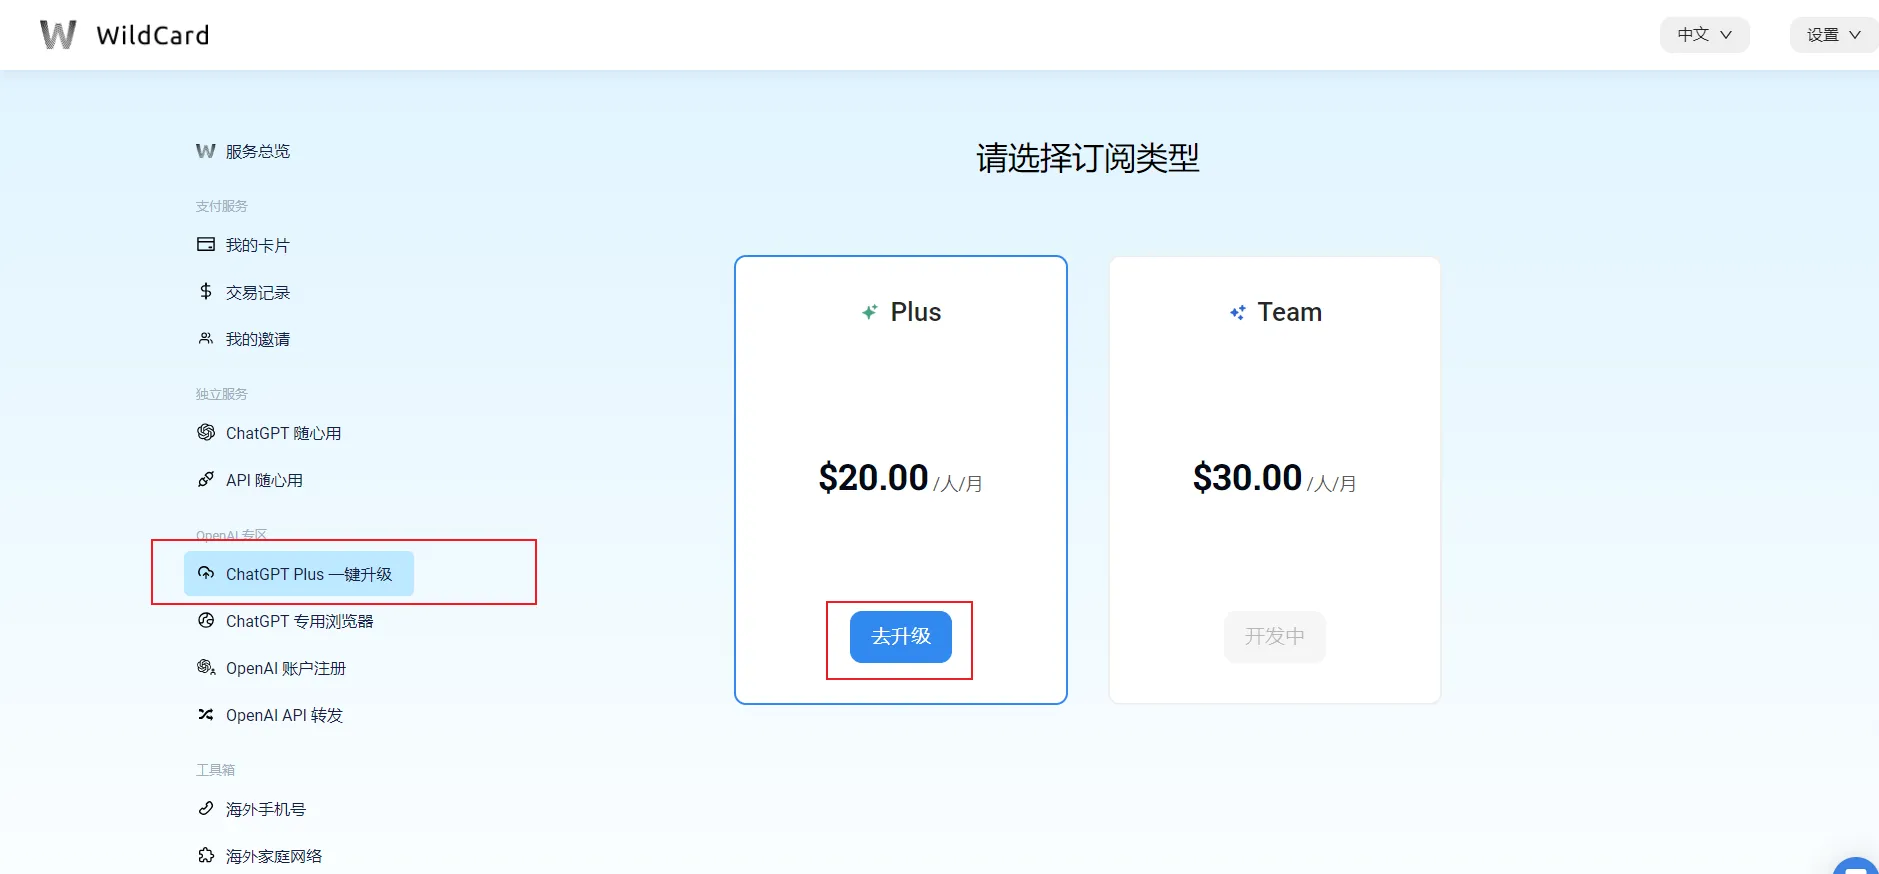 W WildCard
中文
设置
服务总览
支付服务
我的卡片
交易记录
我的邀请
独立服务
ChatGPT 随心用
API 随心用
OpenAI 专区
ChatGPT Plus 一键升级
ChatGPT 专用浏览器
OpenAI 账户注册
OpenAI API 转发
工具箱
海外手机号
海外家庭网络
请选择订阅类型
Plus
$20.00 /人/月
去升级
Team
$30.00 /人/月
开发中